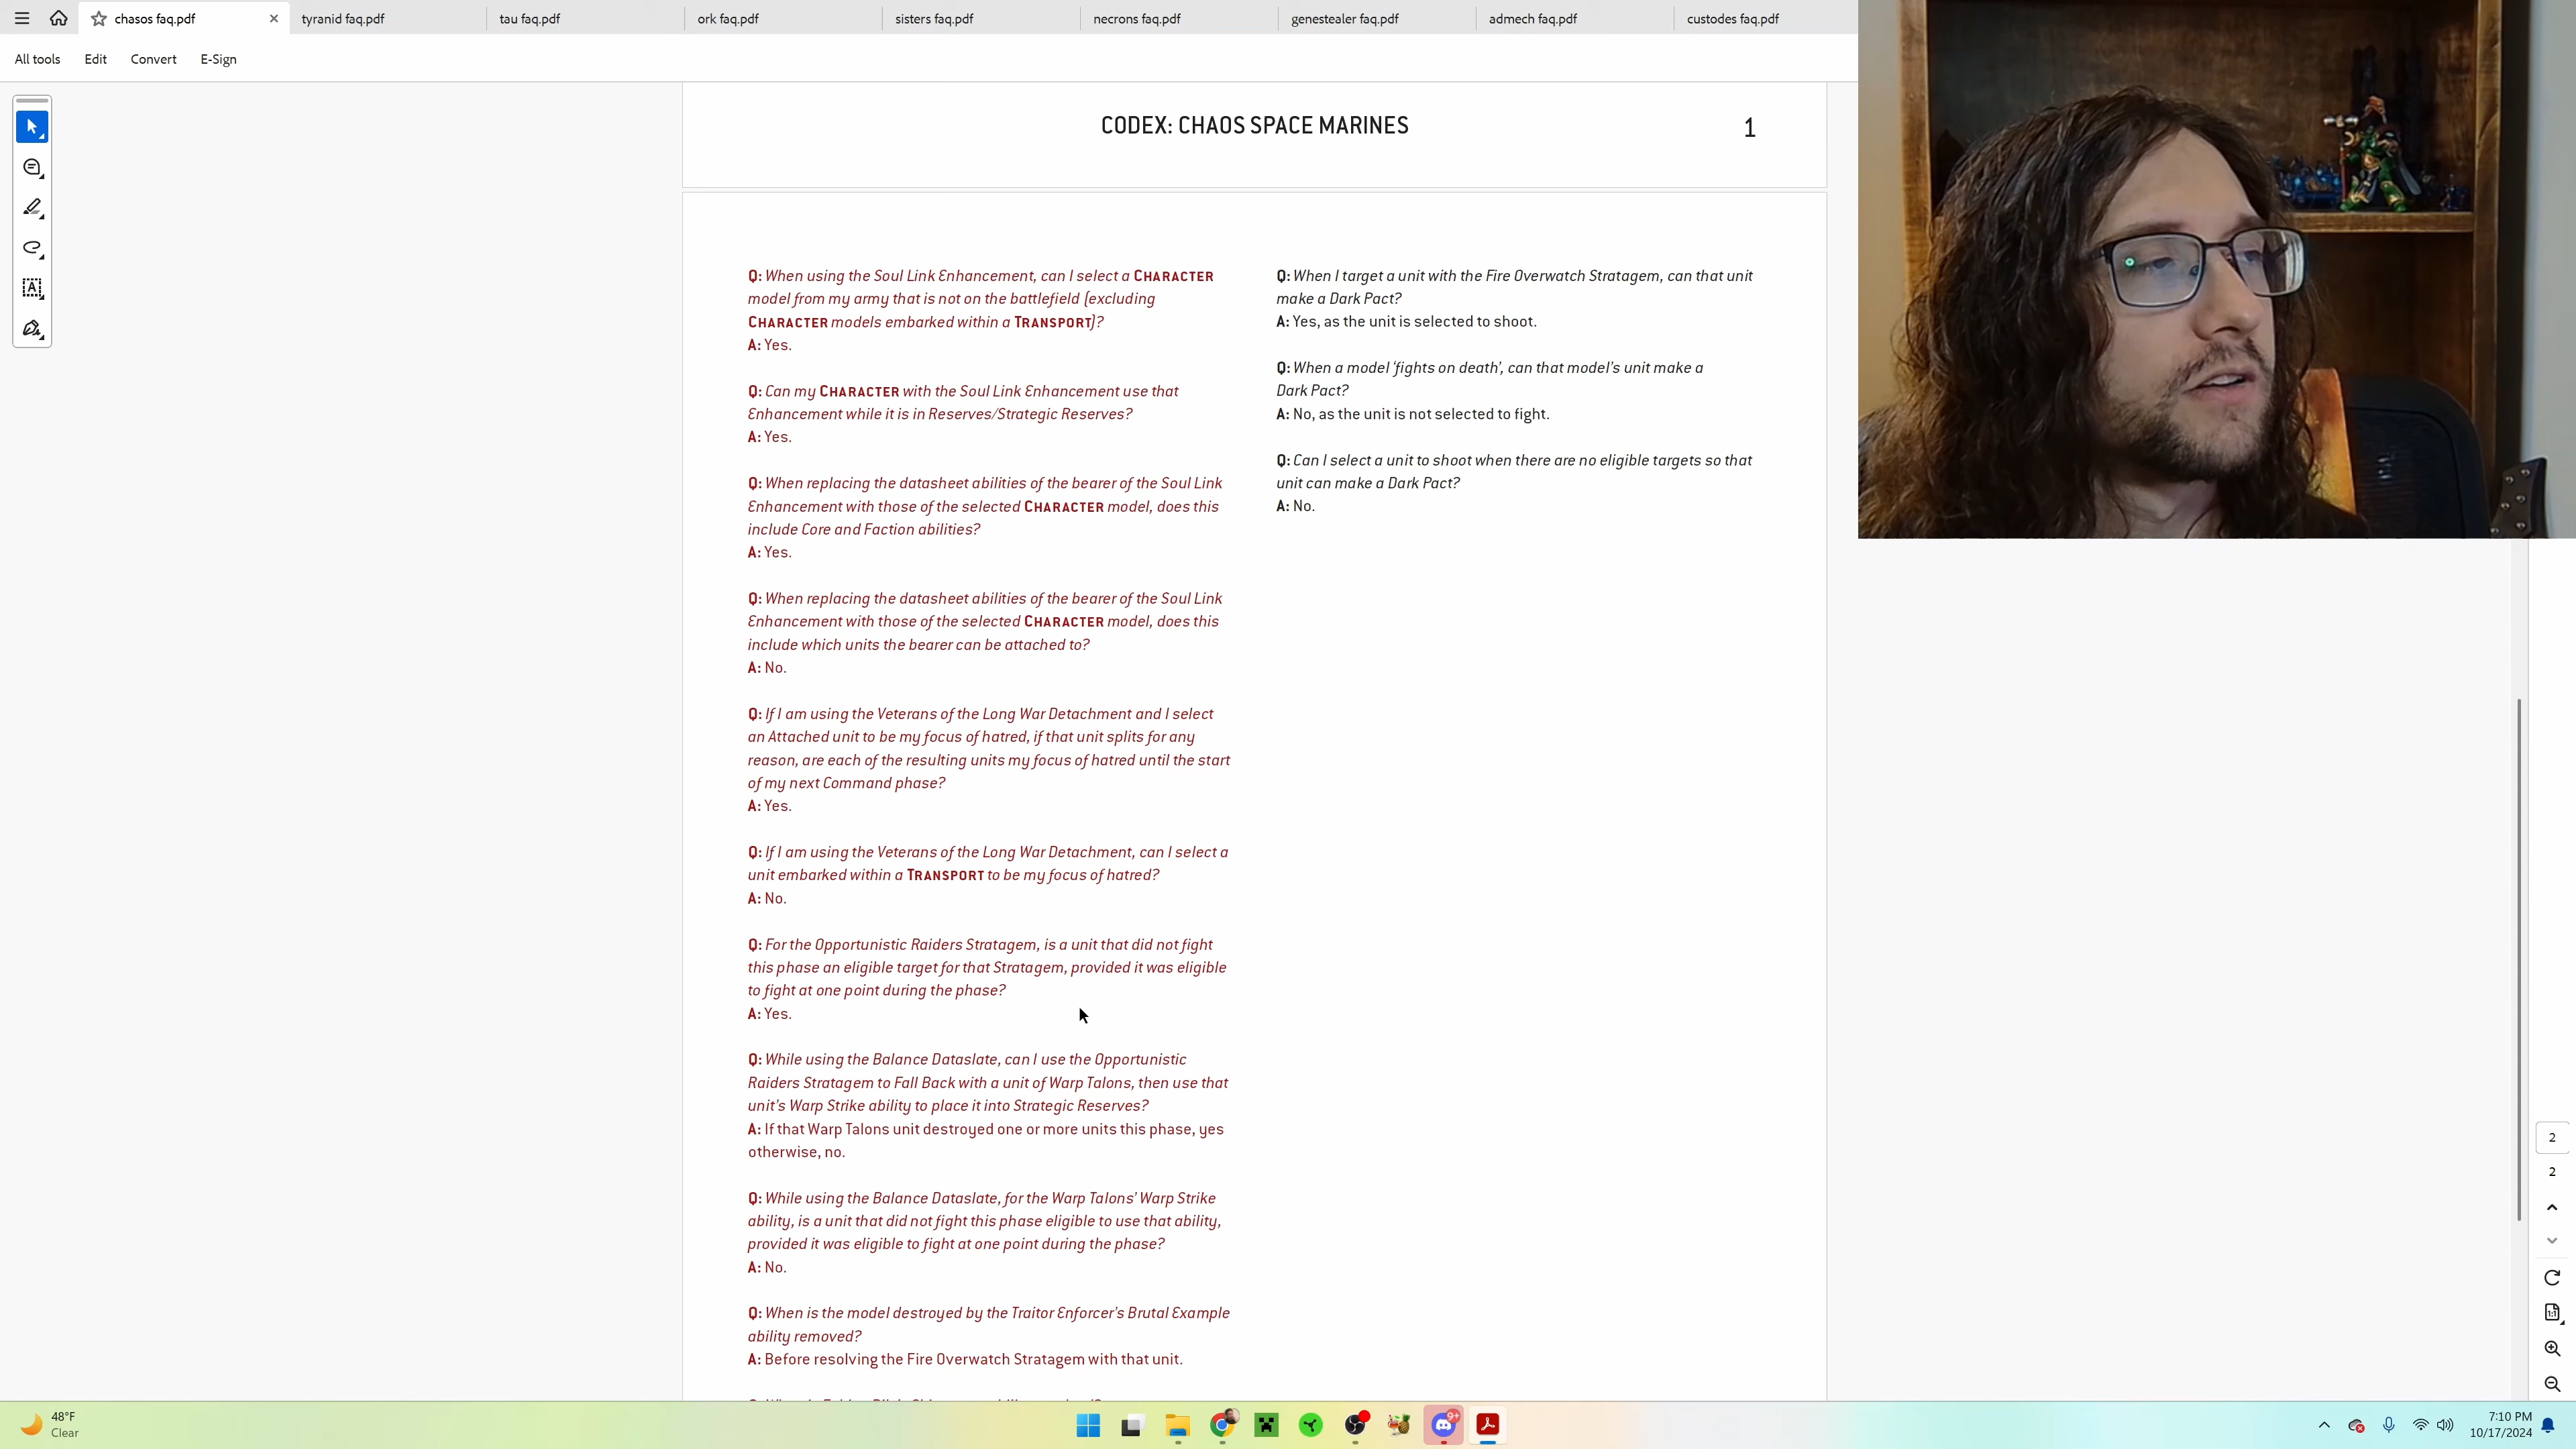 chasos faq.pdf
tyranid faq.pdf
tau faq.pdf
ork faq.pdf
sisters faq.pdf
necrons faq.pdf
genestealer faq.pdf
admech faq.pdf
custodes faq.pdf
All tools
Edit
Convert
E-Sign
CODEX: CHAOS SPACE MARINES
1
Q: When using the Soul Link Enhancement, can I select a CHARACTER
model from my army that is not on the battlefield (excluding
CHARACTER models embarked within a TRANSPORT)?
A: Yes.
Q: Can my CHARACTER with the Soul Link Enhancement use that
Enhancement while it is in Reserves/Strategic Reserves?
A: Yes.
Q: When replacing the datasheet abilities of the bearer of the Soul Link
Enhancement with those of the selected CHARACTER model, does this
include Core and Faction abilities?
A: Yes.
Q: When replacing the datasheet abilities of the bearer of the Soul Link
Enhancement with those of the selected CHARACTER model, does this
include which units the bearer can be attached to?
A: No.
Q: If I am using the Veterans of the Long War Detachment and I select
an Attached unit to be my focus of hatred, if that unit splits for any
reason, are each of the resulting units my focus of hatred until the start
of my next Command phase?
A: Yes.
Q: If I am using the Veterans of the Long War Detachment, can I select a
unit embarked within a TRANSPORT to be my focus of hatred?
A: No.
Q: For the Opportunistic Raiders Stratagem, is a unit that did not fight
this phase an eligible target for that Stratagem, provided it was eligible
to fight at one point during the phase?
A: Yes.
Q: While using the Balance Dataslate, can I use the Opportunistic
Raiders Stratagem to Fall Back with a unit of Warp Talons, then use that
unit's Warp Strike ability to place it into Strategic Reserves?
A: If that Warp Talons unit destroyed one or more units this phase, yes
otherwise, no.
Q: While using the Balance Dataslate, for the Warp Talons' Warp Strike
ability, is a unit that did not fight this phase eligible to use that ability,
provided it was eligible to fight at one point during the phase?
A: No.
Q: When is the model destroyed by the Traitor Enforcer's Brutal Example
ability removed?
A: Before resolving the Fire Overwatch Stratagem with that unit.
Q: When I target a unit with the Fire Overwatch Stratagem, can that unit
make a Dark Pact?
A: Yes, as the unit is selected to shoot.
Q: When a model 'fights on death', can that model's unit make a
Dark Pact?
A: No, as the unit is not selected to fight.
Q: Can I select a unit to shoot when there are no eligible targets so that
unit can make a Dark Pact?
A: No.
2
2
48°F
Clear
9+
7:10 PM
10/17/2024